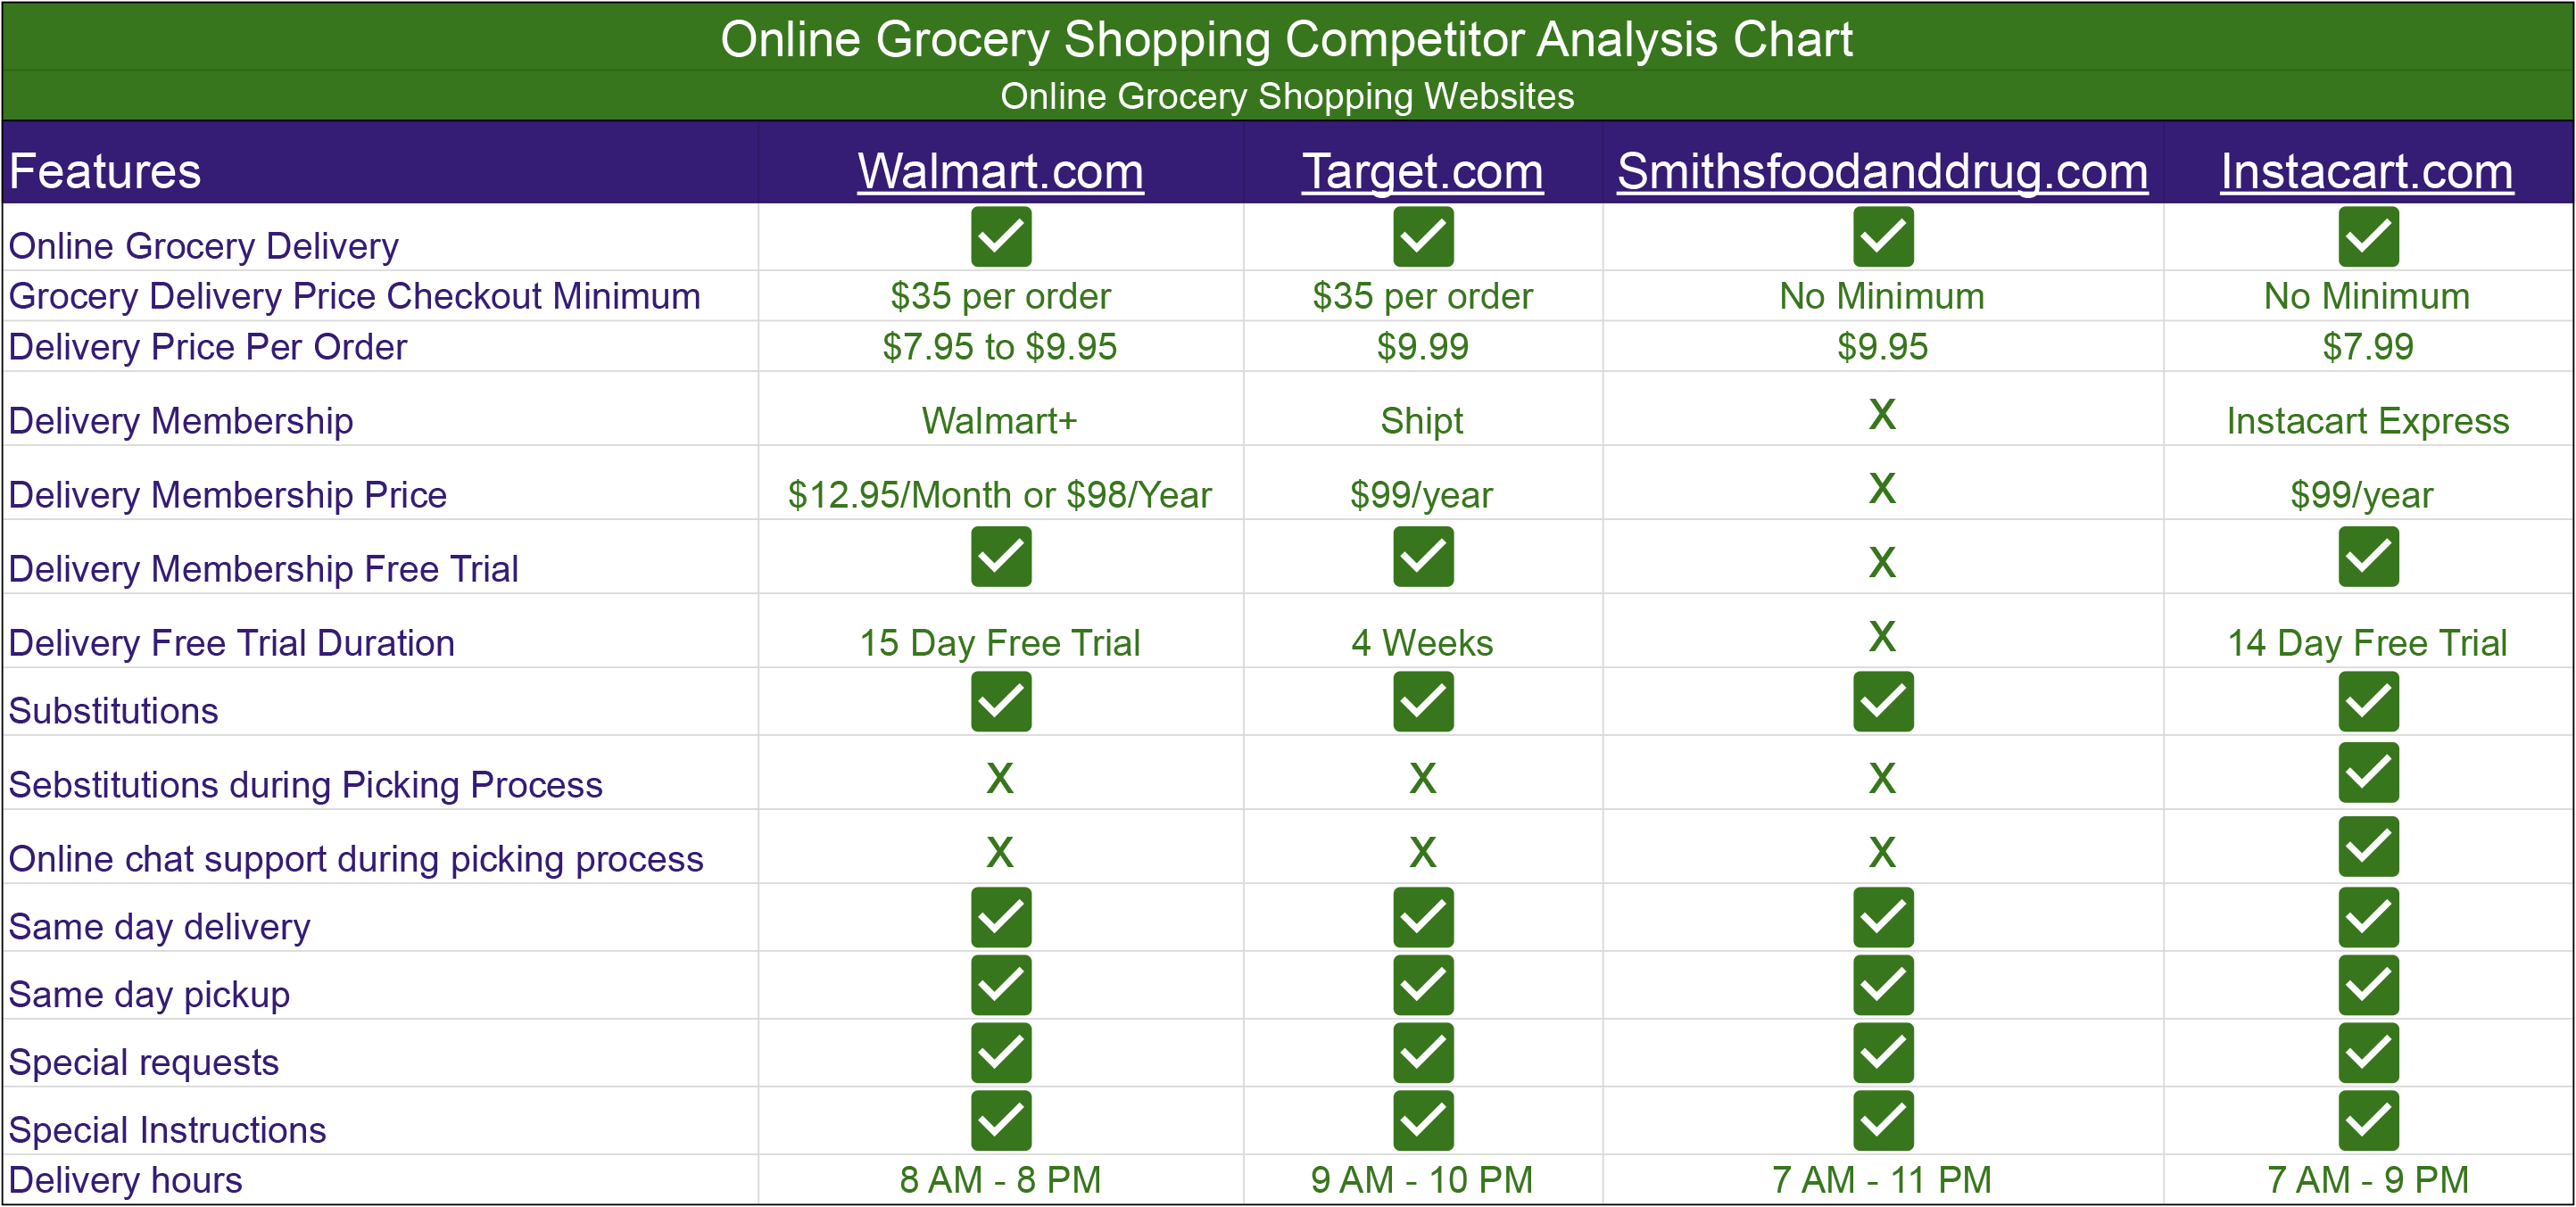 Online Grocery Shopping Competitor Analysis Chart
Online Grocery Shopping Websites
Features Walmart.com Target.com Smithsfoodanddrug.com Instacart.com
Online Grocery Delivery ✓ ✓ ✓ ✓
Grocery Delivery Price Checkout Minimum $35 per order $35 per order No Minimum No Minimum
Delivery Price Per Order $7.95 to $9.95 $9.99 $9.95 $7.99
Delivery Membership Walmart+ Shipt X Instacart Express
Delivery Membership Price $12.95/Month or $98/Year $99/year X $99/year
Delivery Membership Free Trial ✓ ✓ X ✓
Delivery Free Trial Duration 15 Day Free Trial 4 Weeks X 14 Day Free Trial
Substitutions ✓ ✓ ✓ ✓
Sebstitutions during Picking Process X X X ✓
Online chat support during picking process X X X ✓
Same day delivery ✓ ✓ ✓ ✓
Same day pickup ✓ ✓ ✓ ✓
Special requests ✓ ✓ ✓ ✓
Special Instructions ✓ ✓ ✓ ✓
Delivery hours 8 AM - 8 PM 9 AM - 10 PM 7 AM - 11 PM 7 AM - 9 PM